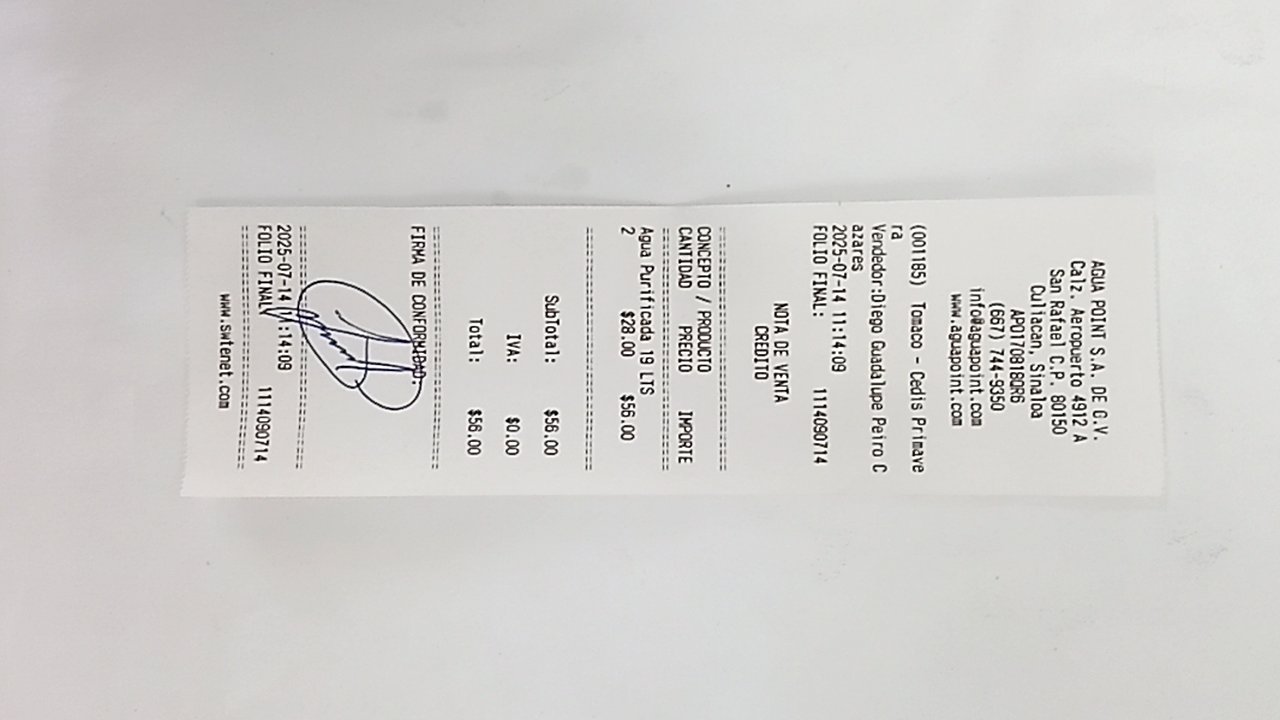 AGUA POINT S.A. DE C.V.
Calz. Aeropuerto 4912 A
San Rafael C.P. 80150
Culiacan, Sinaloa
APO170818QR6
(667) 744-9350
info@aguapoint.com
www.aguapoint.com
(001185) Tomaco - Cedis Primave
ra
Vendedor:Diego Guadalupe Peiro C
azares
2025-07-14 11:14:09
FOLIO FINAL: 1114090714
NOTA DE VENTA
CREDITO
CONCEPTO / PRODUCTO
CANTIDAD PRECIO IMPORTE
Agua Purificada 19 LTS
2 $28.00 $56.00
SubTotal: $56.00
IVA: $0.00
Total: $56.00
FIRMA DE CONFORMIDAD:
2025-07-14 11:14:09
FOLIO FINAL: 1114090714
www.swtenet.com